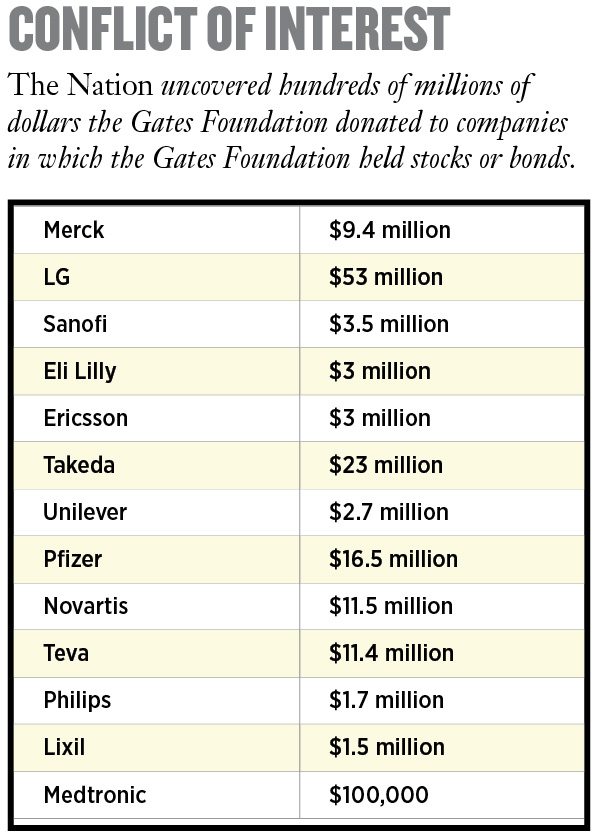 CONFLICT OF INTEREST
The Nation uncovered hundreds of millions of
dollars the Gates Foundation donated to companies
in which the Gates Foundation held stocks or bonds.
Merck $9.4 million
LG $53 million
Sanofi $3.5 million
Eli Lilly $3 million
Ericsson $3 million
Takeda $23 million
Unilever $2.7 million
Pfizer $16.5 million
Novartis $11.5 million
Teva $11.4 million
Philips $1.7 million
Lixil $1.5 million
Medtronic $100,000